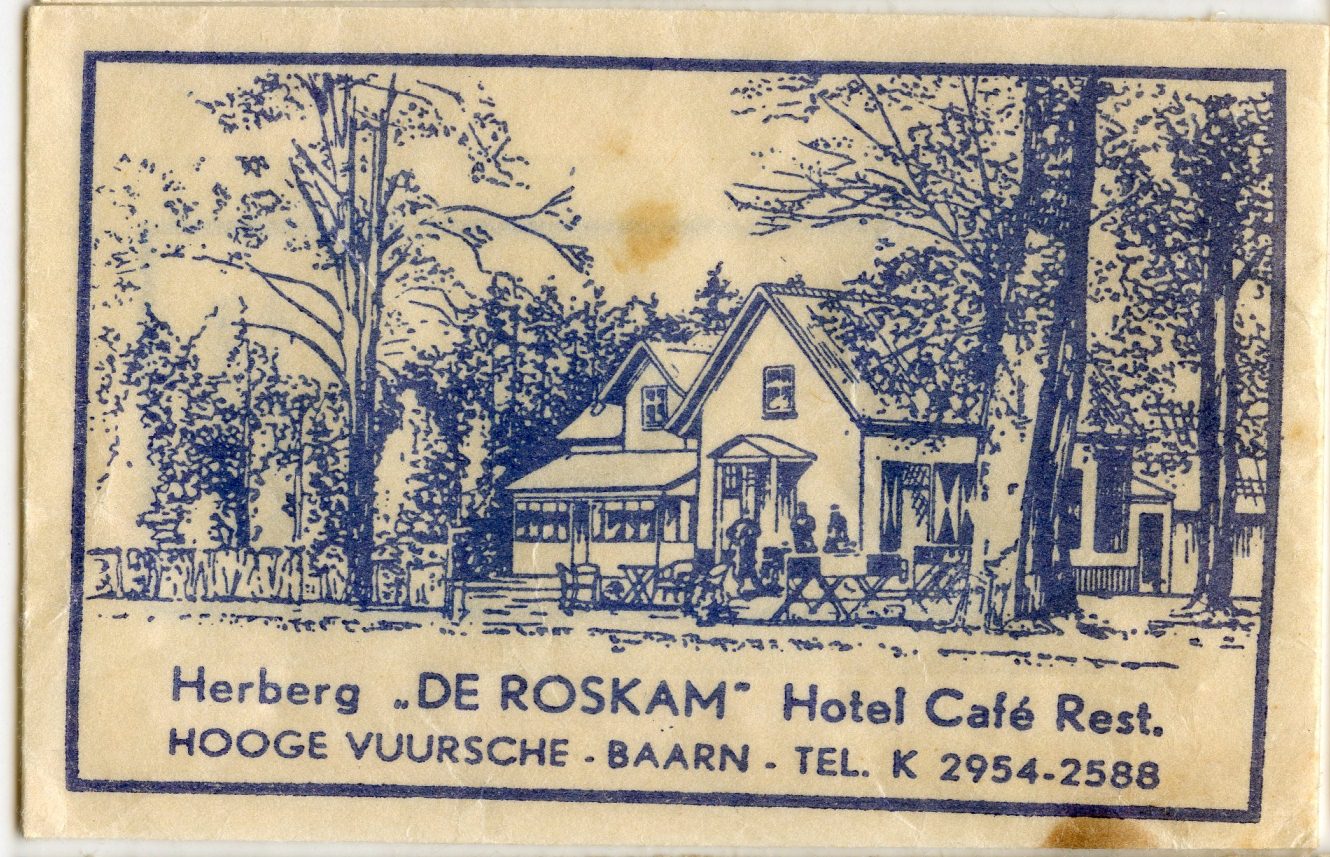 Herberg „DE ROSKAM" Hotel Café Rest.
HOOGE VUURSCHE - BAARN - TEL. K 2954-2588